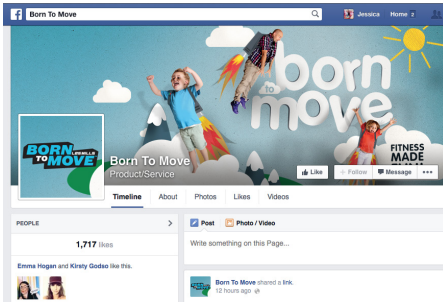 Born To Move
Jessica
Home 2
born
to
move
FITNESS
MADE
BORN
LESMILLS
TO MOVE
Born To Move
Product/Service
Like
+ Follow
Message
Timeline
About
Photos
Likes
Videos
PEOPLE
1,717 likes
Emma Hogan and Kirsty Godso like this.
Post
Photo / Video
Write something on this Page...
Born To Move shared a link.
12 hours ago